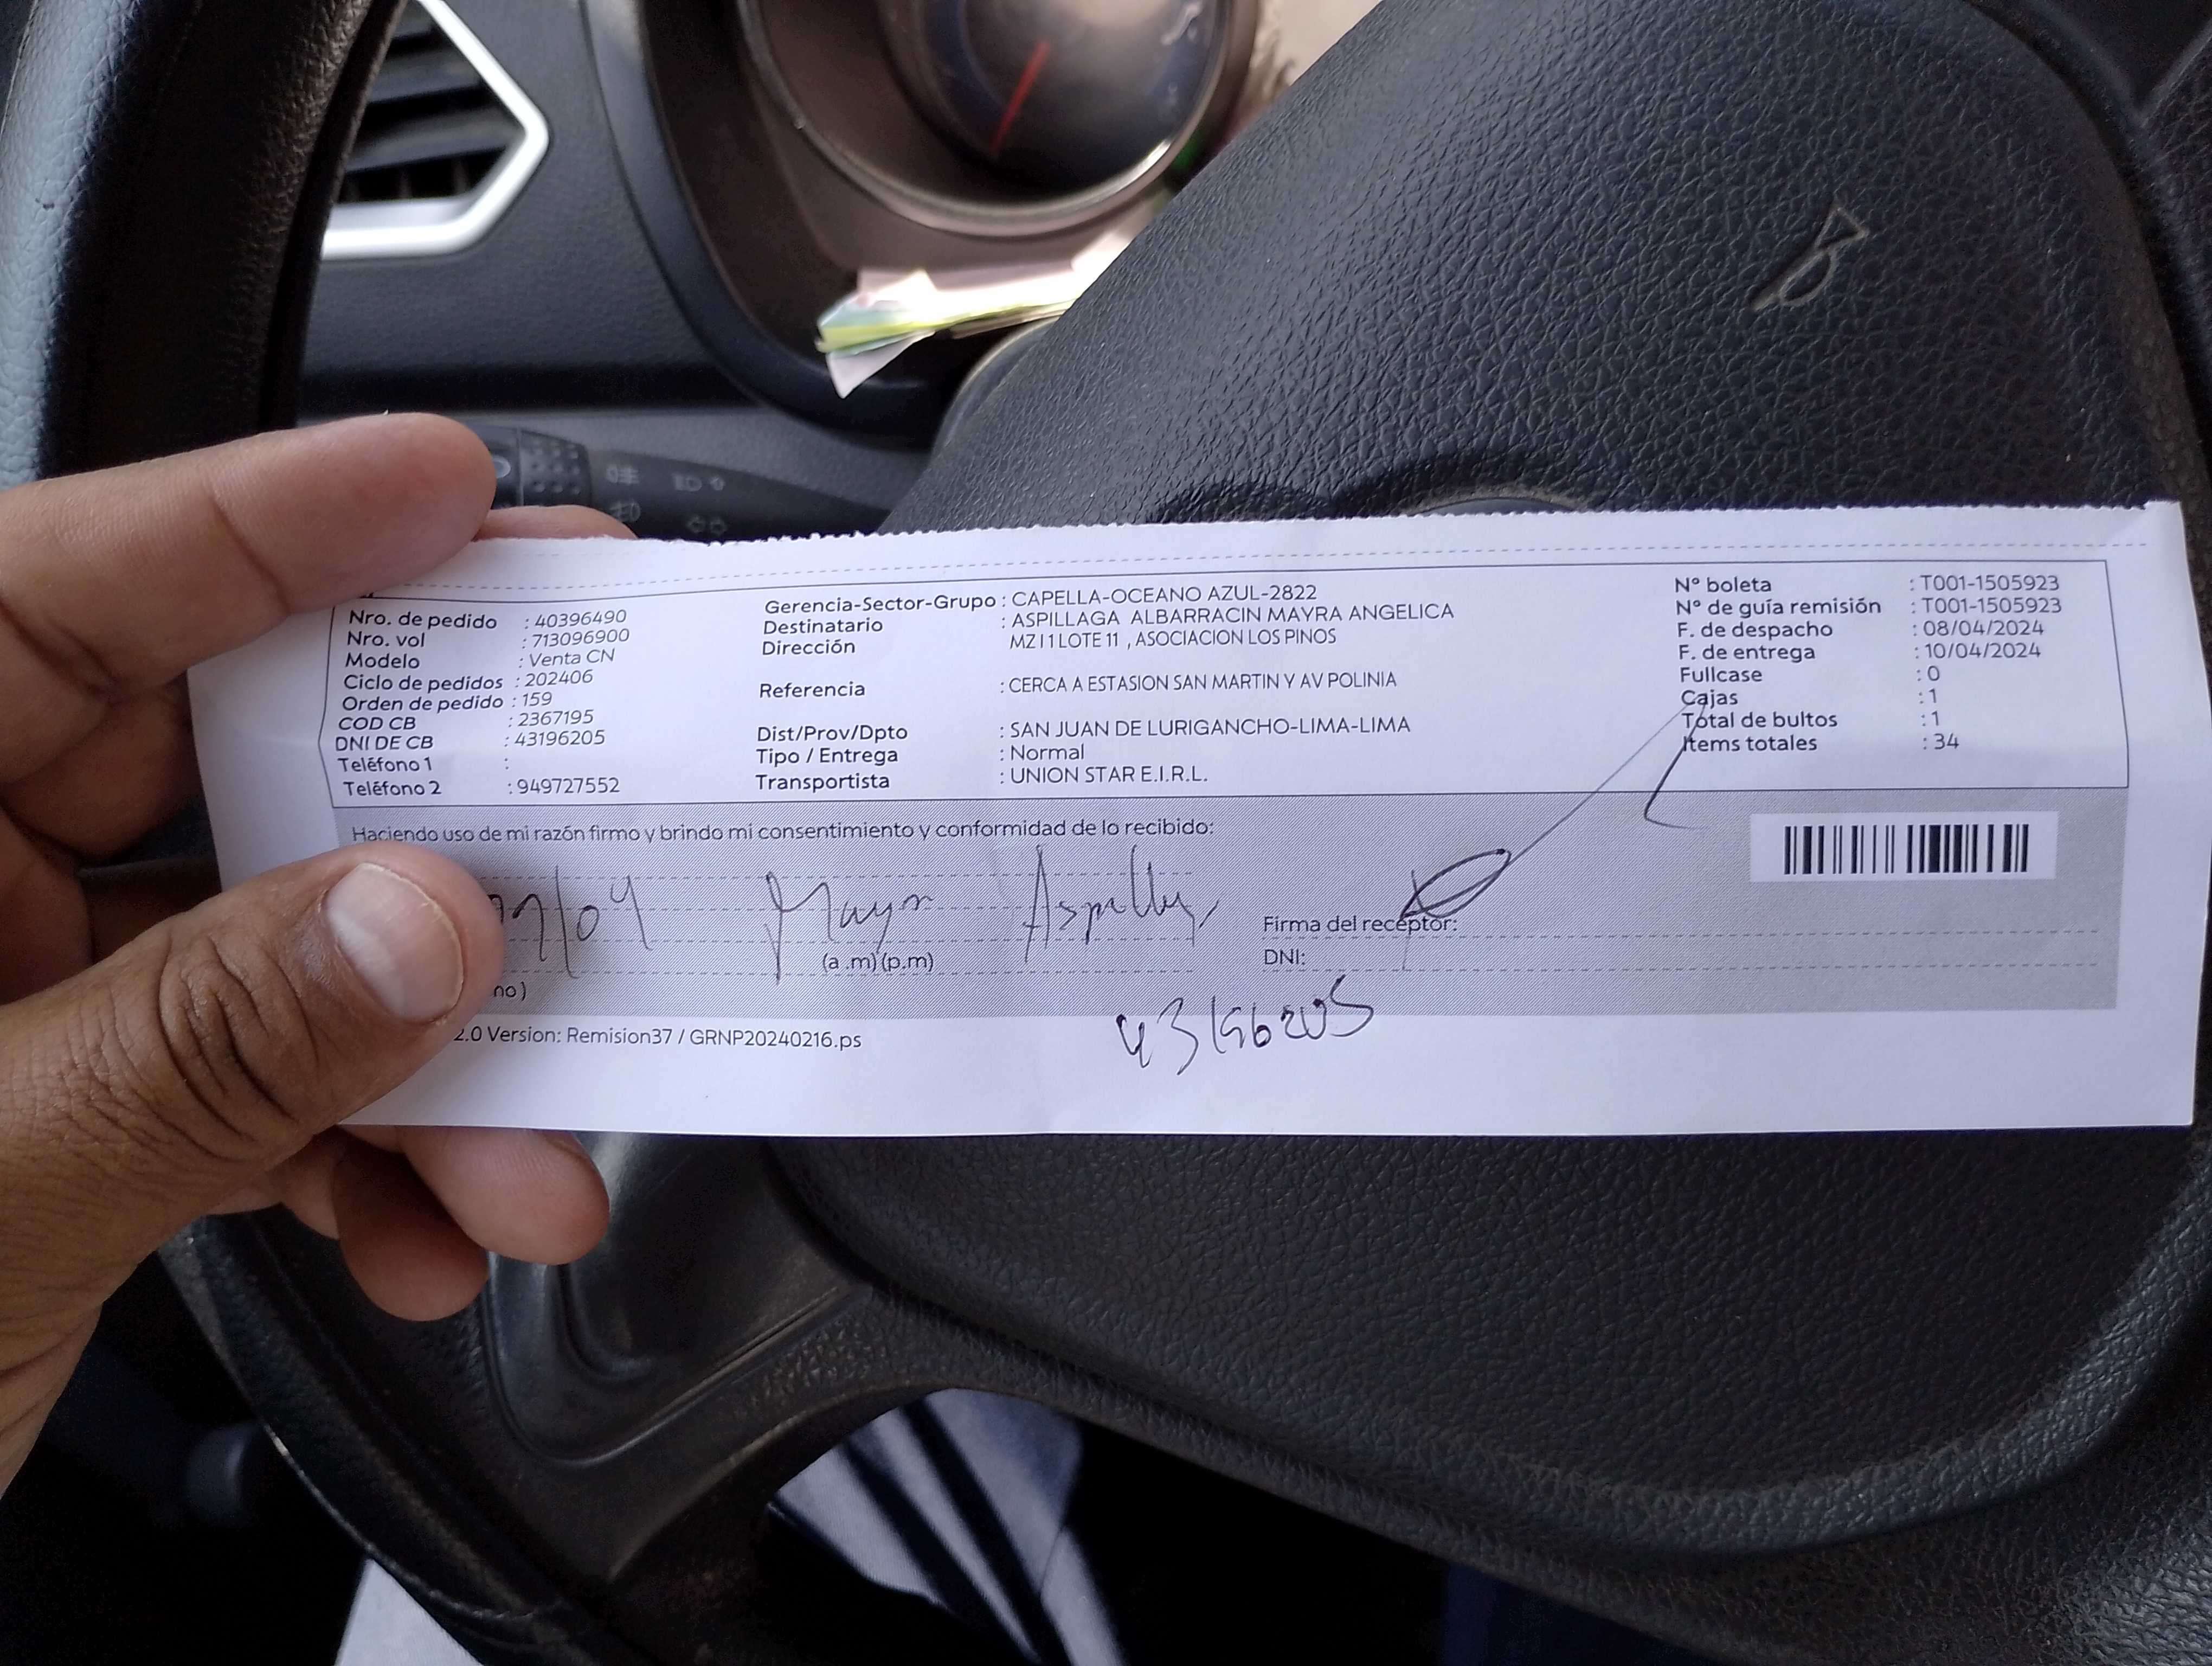 Nro. de pedido : 40396490
Nro. vol : 713096900
Modelo : Venta CN
Ciclo de pedidos : 202406
Orden de pedido : 159
COD CB : 2367195
DNI DE CB : 43196205
Teléfono 1 :
Teléfono 2 : 949727552
Gerencia-Sector-Grupo : CAPELLA-OCEANO AZUL-2822
Destinatario : ASPILLAGA ALBARRACIN MAYRA ANGELICA
Dirección MZ I 1 LOTE 11 , ASOCIACION LOS PINOS
Referencia : CERCA A ESTASION SAN MARTIN Y AV POLINIA
Dist/Prov/Dpto : SAN JUAN DE LURIGANCHO-LIMA-LIMA
Tipo / Entrega : Normal
Transportista : UNION STAR E.I.R.L.
N° boleta : T001-1505923
N° de guía remisión : T001-1505923
F. de despacho : 08/04/2024
F. de entrega : 10/04/2024
Fullcase : 0
Cajas : 1
Total de bultos : 1
Items totales : 34
Haciendo uso de mi razón firmo y brindo mi consentimiento y conformidad de lo recibido:
/04 Mayra
(a .m) (p.m)
Firma del receptor:
DNI:
43196205
no)
2.0 Version: Remision37 / GRNP20240216.ps